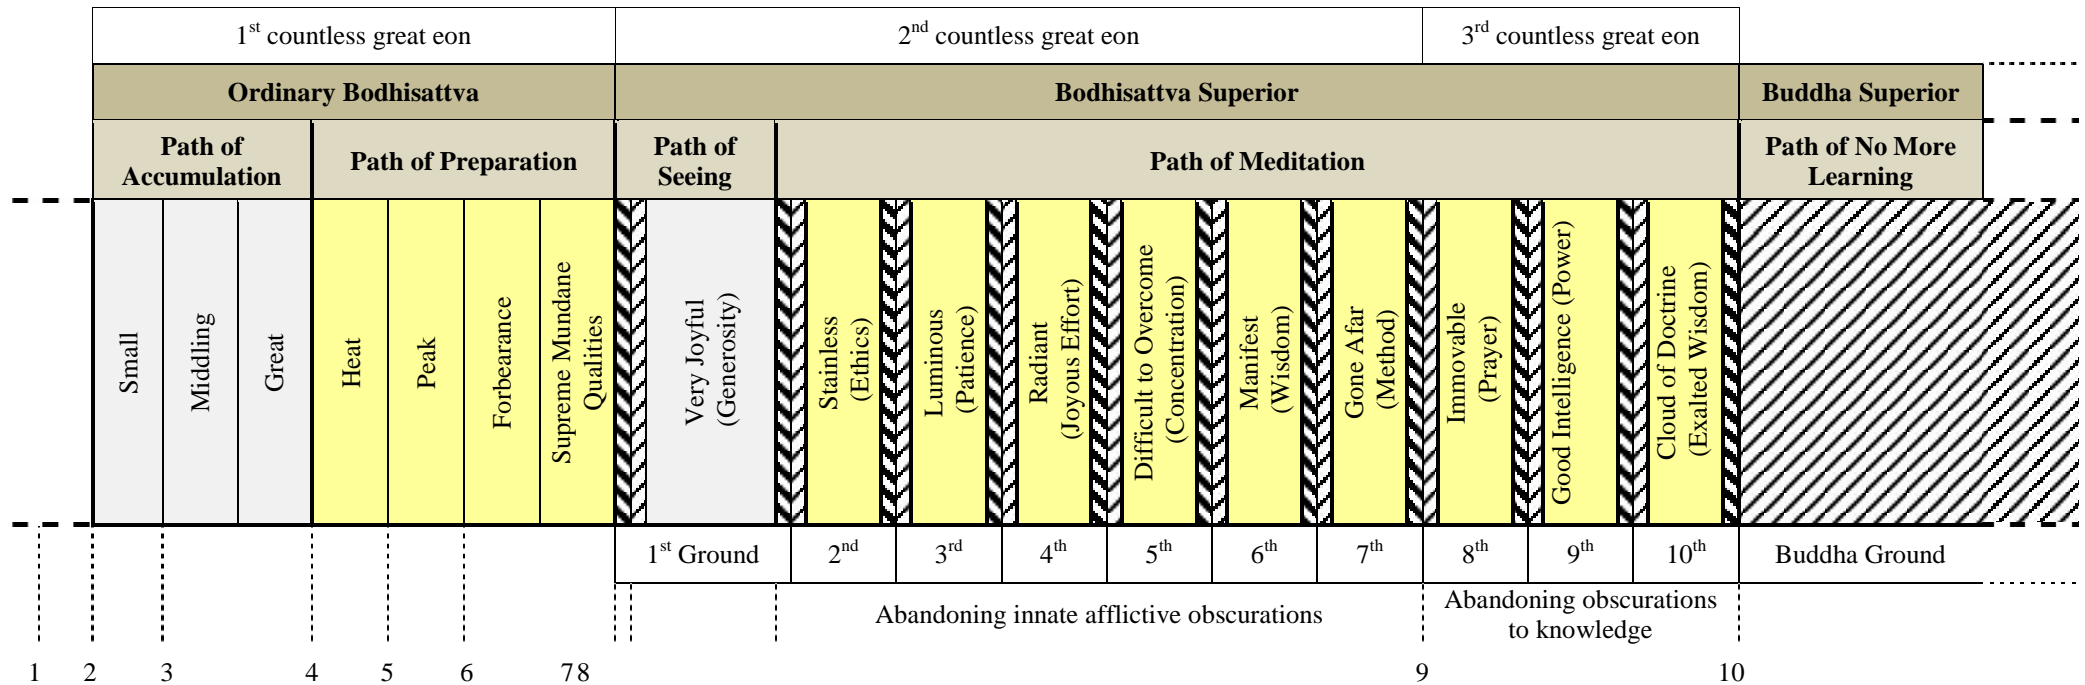 1st countless great eon
2nd countless great eon
3rd countless great eon
Ordinary Bodhisattva
Bodhisattva Superior
Buddha Superior
Path of
Accumulation
Path of Preparation
Path of
Seeing
Path of Meditation
Path of No More
Learning
Small
Middling
Great
Heat
Peak
Forbearance
Supreme Mundane
Qualities
Very Joyful
(Generosity)
Stainless
(Ethics)
Luminous
(Patience)
Radiant
(Joyous Effort)
Difficult to Overcome
(Concentration)
Manifest
(Wisdom)
Gone Afar
(Method)
Immovable
(Prayer)
Good Intelligence (Power)
Cloud of Doctrine
(Exalted Wisdom)
1st Ground
2nd
3rd
4th
5th
6th
7th
8th
9th
10th
Buddha Ground
Abandoning innate afflictive obscurations
Abandoning obscurations
to knowledge
1
2
3
4
5
6
7
8
9
10